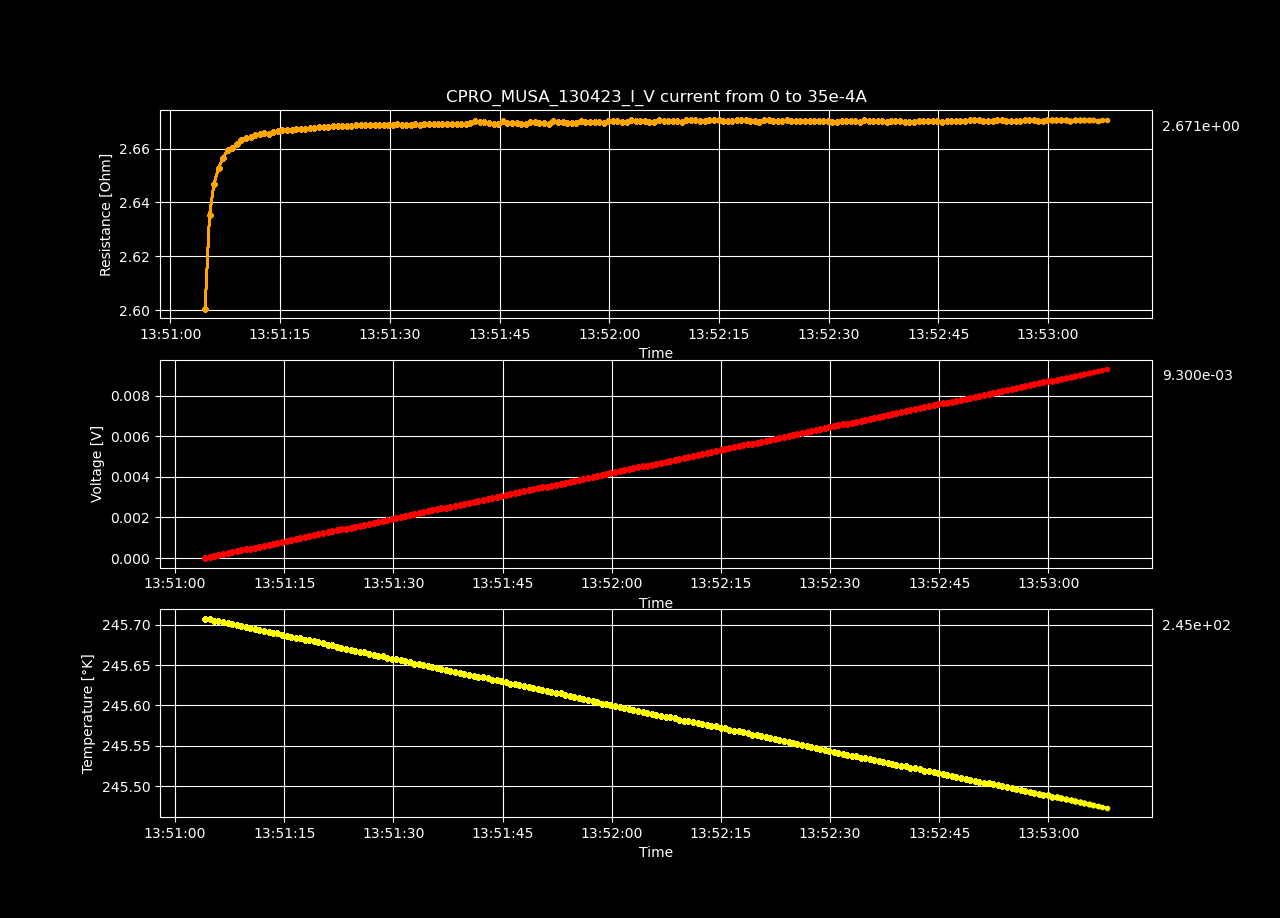 CPRO_MUSA_130423_I_V current from 0 to 35e-4A
2.671e+00
Resistance [Ohm]
2.66
2.64
2.62
2.60
13:51:00 13:51:15 13:51:30 13:51:45 13:52:00 13:52:15 13:52:30 13:52:45 13:53:00
Time
9.300e-03
Voltage [V]
0.008
0.006
0.004
0.002
0.000
13:51:00 13:51:15 13:51:30 13:51:45 13:52:00 13:52:15 13:52:30 13:52:45 13:53:00
Time
2.45e+02
Temperature [°K]
245.70
245.65
245.60
245.55
245.50
13:51:00 13:51:15 13:51:30 13:51:45 13:52:00 13:52:15 13:52:30 13:52:45 13:53:00
Time